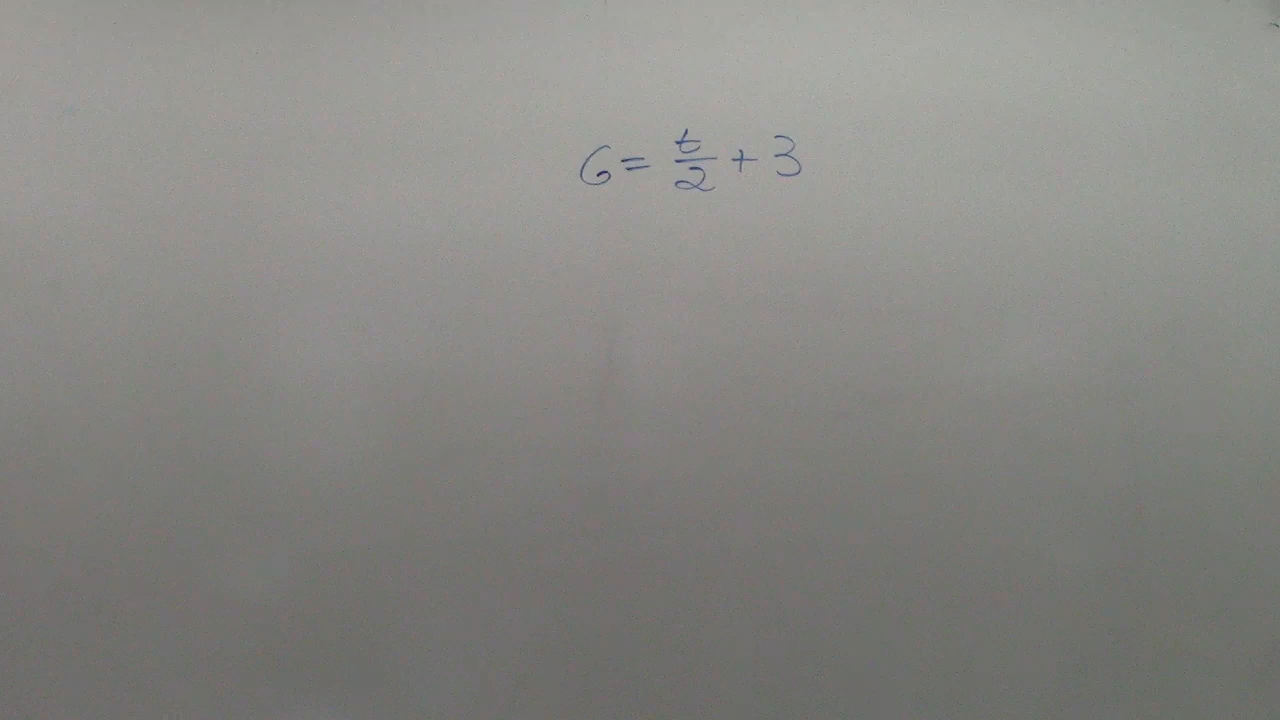 6 = t/2 + 3